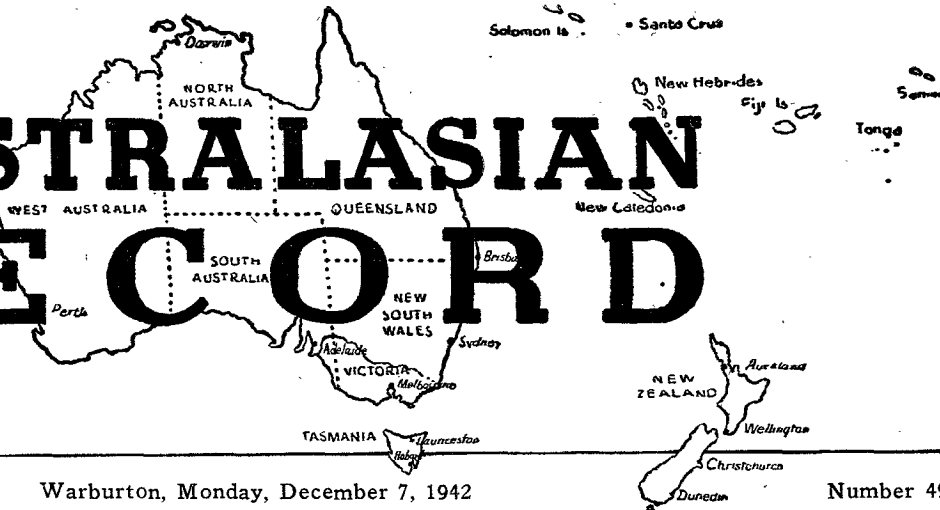 Solomon Is
Santa Cruz
Darwin
NORTH
AUSTRALIA
New Hebrides
Fiji Is
Tonga
STRALASIAN
WEST AUSTRALIA
QUEENSLAND
New Caledonia
ECORD
SOUTH
AUSTRALIA
Brisba
Perth
NEW
SOUTH
WALES
Sydney
Adelaide
VICTORIA
Melbourne
NEW
ZEALAND
Auckland
TASMANIA
Launceston
Hobart
Wellington
Christchurch
Dunedin
Warburton, Monday, December 7, 1942
Number 49